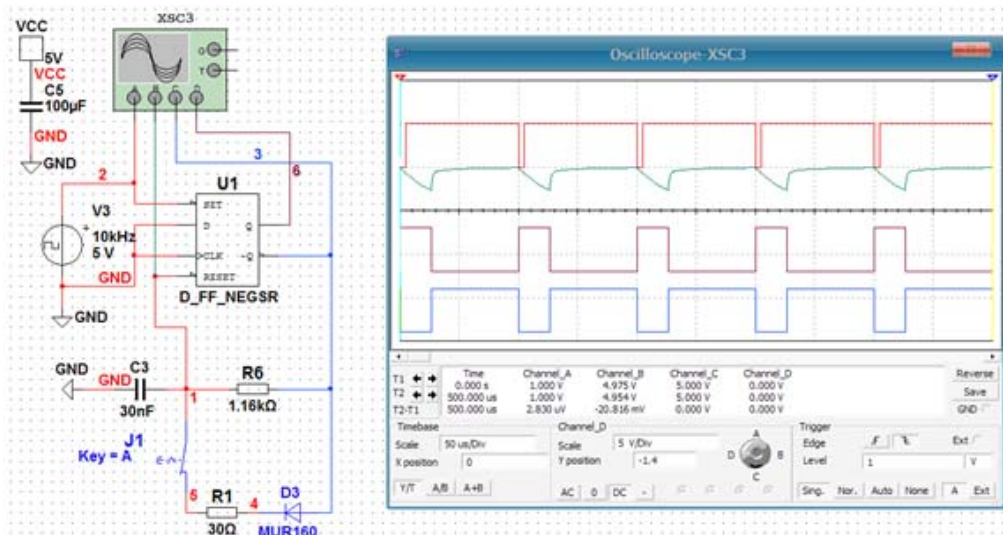 XSC3
VCC
5V
VCC
C5
100µF
GND
GND
A B C D
G
T
2
3
6
U1
V3
10kHz
5 V
SET
D
CLK
RESET
Q
~Q
GND
D_FF_NEGSR
GND
GND
GND
C3
30nF
1
R6
1.16kΩ
J1
Key = A
5
R1
30Ω
4
D3
MUR160
Oscilloscope-XSC3
Time Channel_A Channel_B Channel_C Channel_D
T1 0.000 s 1.000 V 4.975 V 5.000 V 0.000 V
T2 500.000 us 1.000 V 4.954 V 5.000 V 0.000 V
T2-T1 500.000 us 2.830 uV -20.816 mV 0.000 V 0.000 V
Reverse
Save
GND
Timebase
Scale 50 us/Div
X position 0
Y/T A/B A+B
Channel_D
Scale 5 V/Div
Y position -1.4
AC 0 DC -
A
B
C
D
Trigger
Edge
Ext
Level 1 V
Sing. Nor. Auto None A Ext